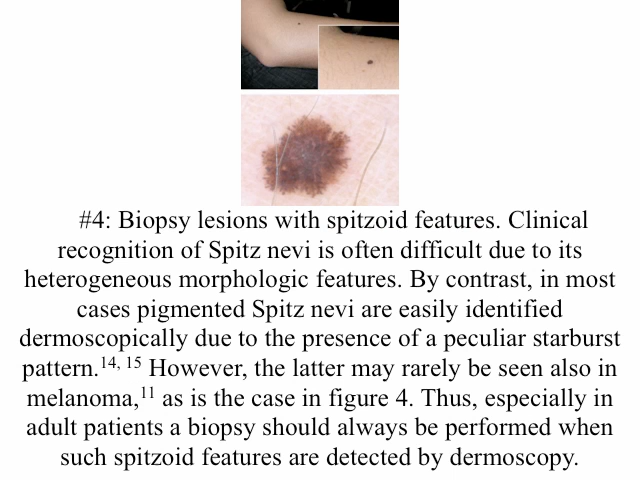 #4: Biopsy lesions with spitzoid features. Clinical
recognition of Spitz nevi is often difficult due to its
heterogeneous morphologic features. By contrast, in most
cases pigmented Spitz nevi are easily identified
dermoscopically due to the presence of a peculiar starburst
pattern.14, 15 However, the latter may rarely be seen also in
melanoma,11 as is the case in figure 4. Thus, especially in
adult patients a biopsy should always be performed when
such spitzoid features are detected by dermoscopy.